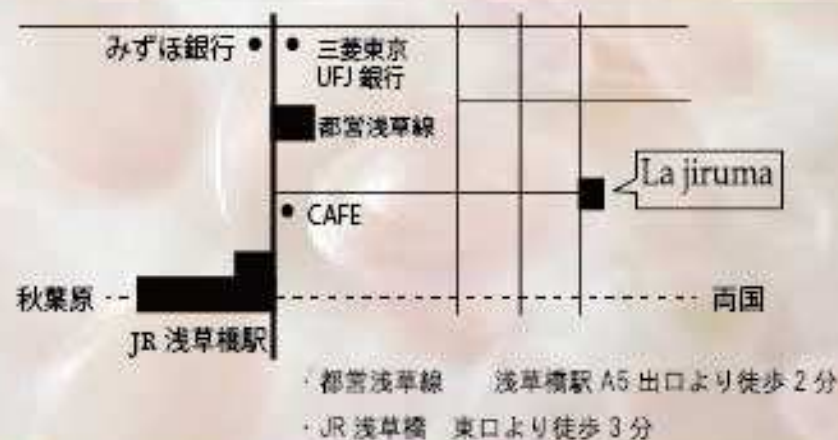 みずほ銀行
三菱東京
UFJ 銀行
都営浅草線
La jiruma
CAFE
秋葉原
両国
JR 浅草橋駅
・都営浅草線　浅草橋駅 A5 出口より徒歩 2 分
・JR 浅草橋　東口より徒歩 3 分